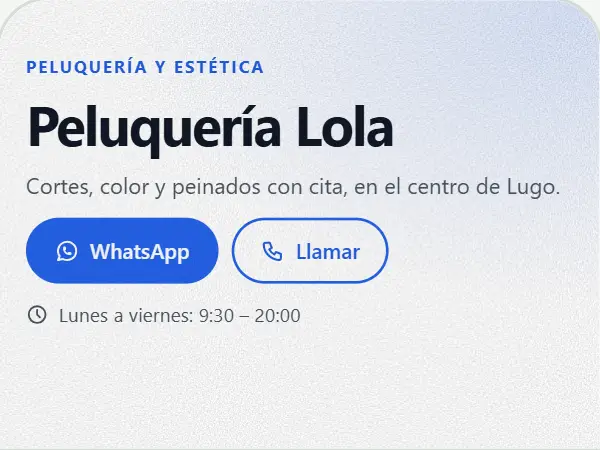 PELUQUERÍA Y ESTÉTICA
Peluquería Lola
Cortes, color y peinados con cita, en el centro de Lugo.
WhatsApp
Llamar
Lunes a viernes: 9:30 – 20:00